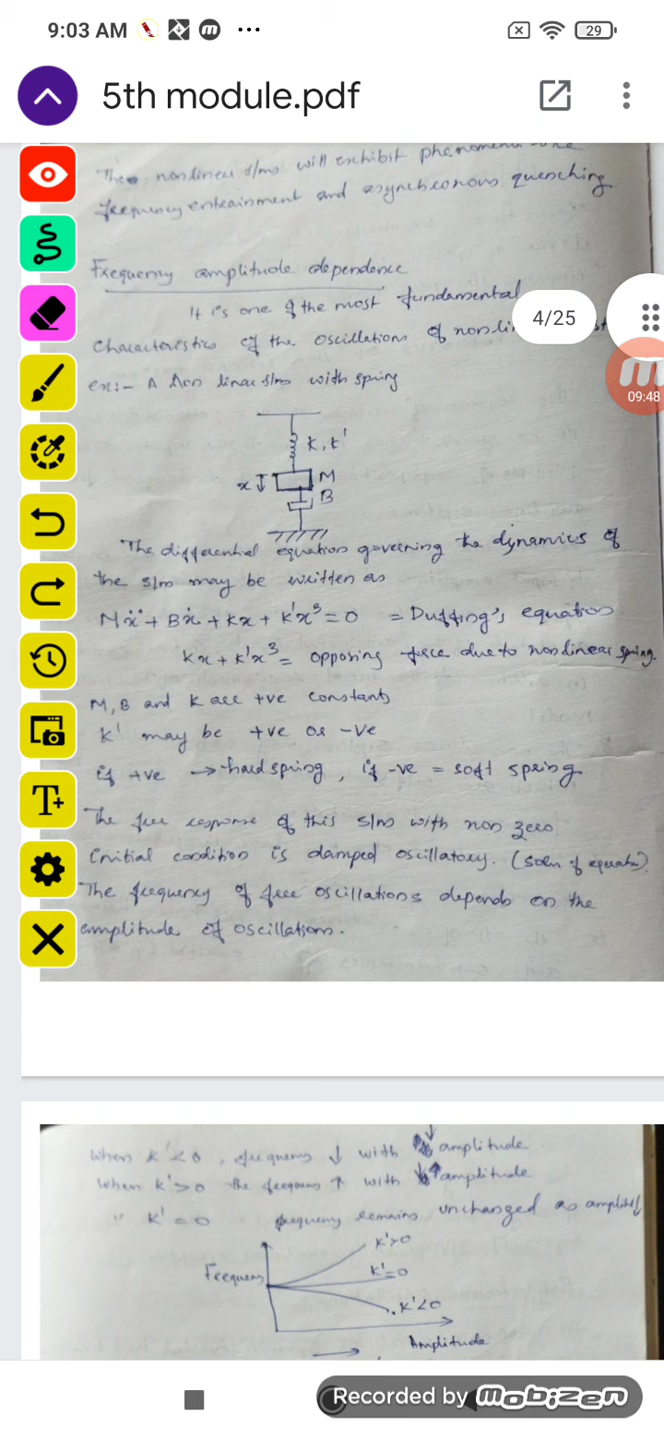 9:03 AM
29
5th module.pdf
The nonlinear s/ms will exhibit phenomena like
frequency entrainment and asynchronous quenching
Frequency amplitude dependence
4/25
09:48
It is one of the most fundamental
characteristics of the oscillations of
ex:- A Non linear s/m with spring
K, K'
x M
B
The differential equation governing the dynamics of
the s/m may be written as
Mẍ + Bẋ + Kx + K'x³ = 0 = Duffing's equation
Kx + K'x³ = opposing force due to nonlinear spring.
M, B and K are +ve constants
K' may be +ve or -ve
if +ve → hard spring, if -ve = soft spring
The free response of this s/m with non zero
initial condition is damped oscillatory. (soln of equatn)
The frequency of free oscillations depends on the
amplitude of oscillations.
When K'<0, frequency ↓ with ↓ amplitude
When K'>0 the frequency ↑ with ↑ amplitude
" K' = 0 frequency remains unchanged as
K'>0
Frequency K'=0
K'<0
Amplitude
→
Recorded by mobizen
T+